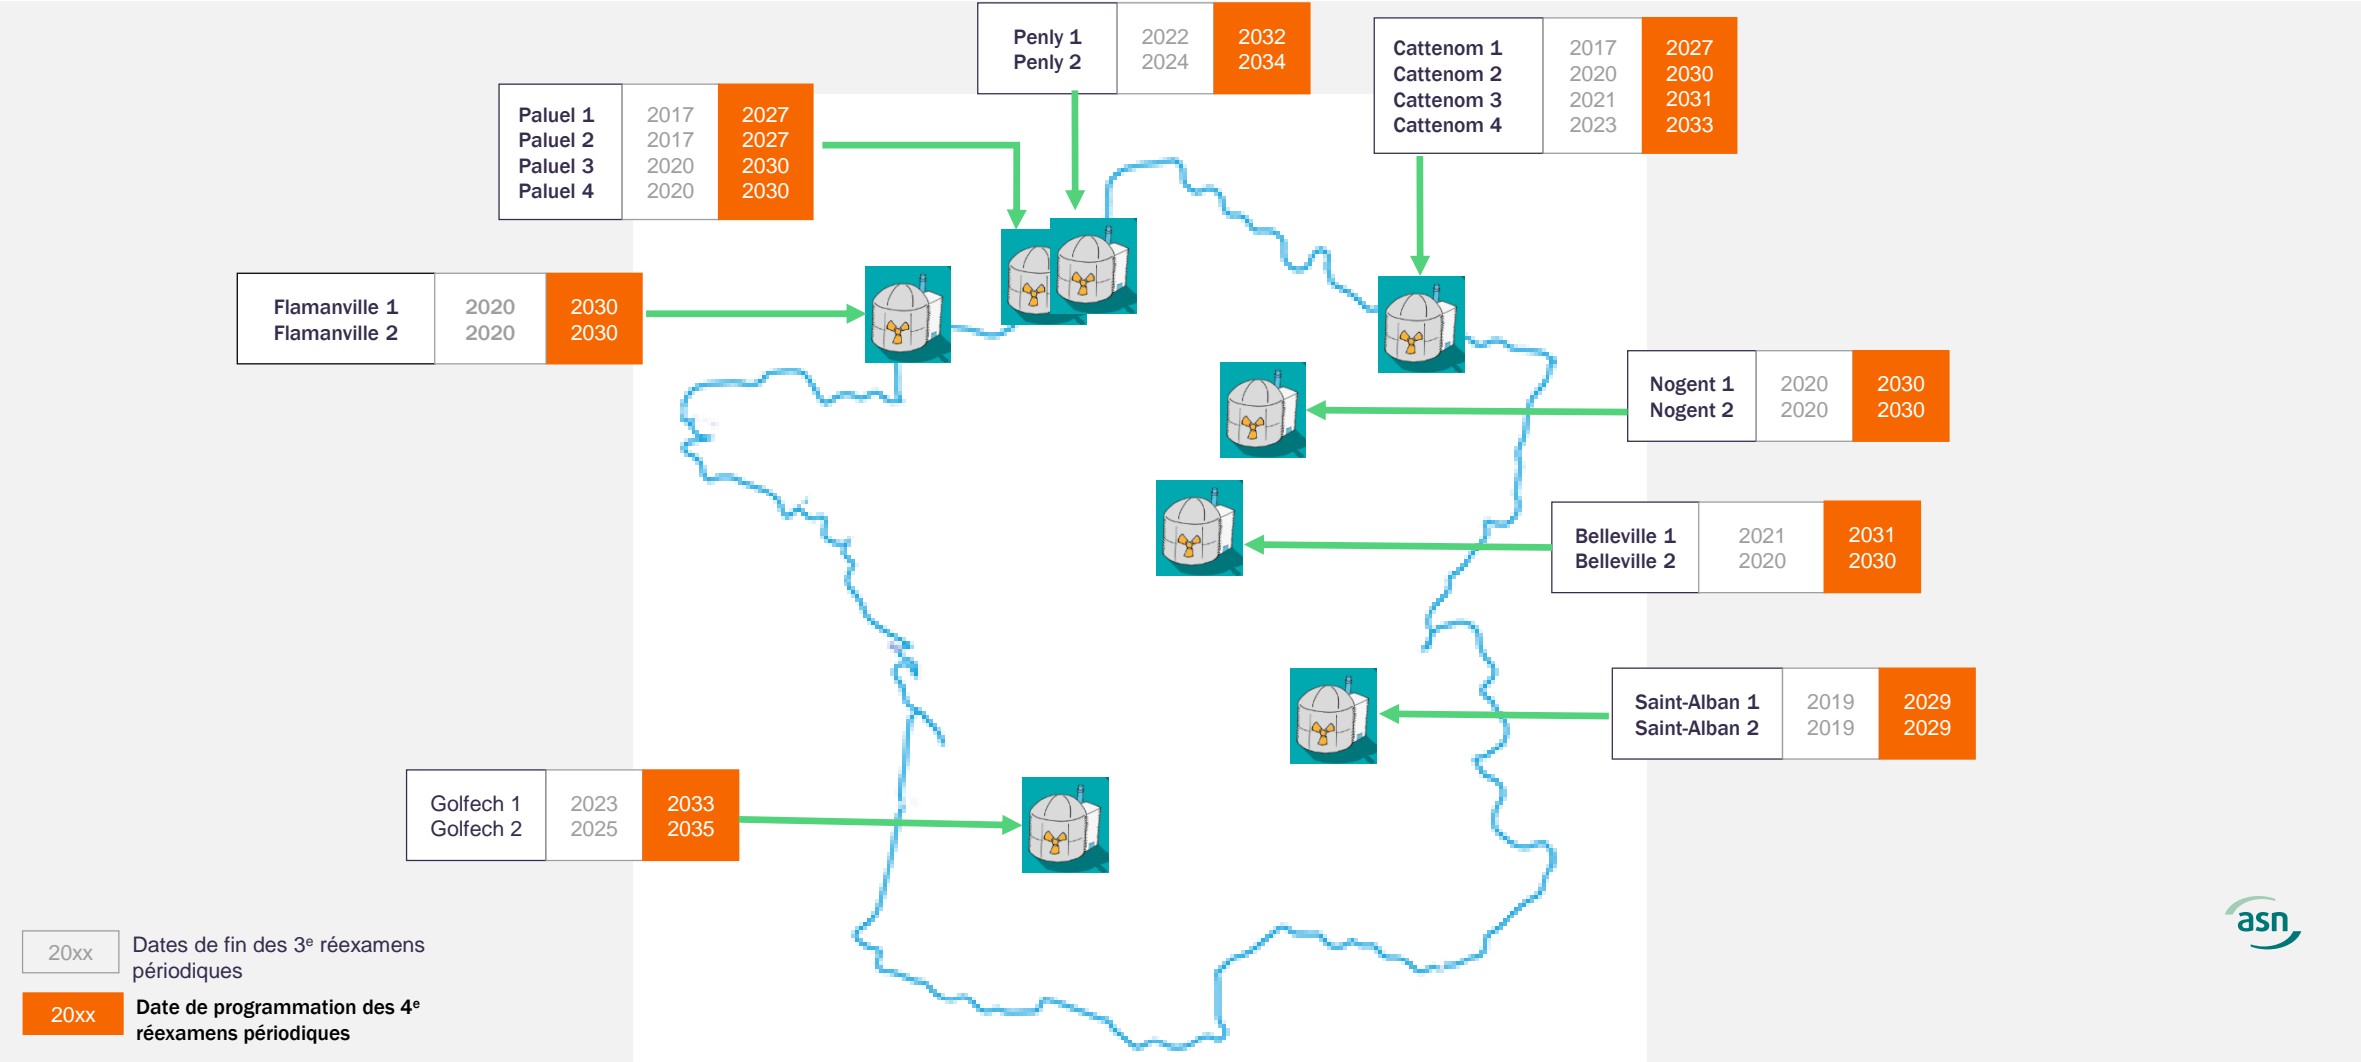 Penly 1 2022 2032
Penly 2 2024 2034
Cattenom 1 2017 2027
Cattenom 2 2020 2030
Cattenom 3 2021 2031
Cattenom 4 2023 2033
Paluel 1 2017 2027
Paluel 2 2017 2027
Paluel 3 2020 2030
Paluel 4 2020 2030
Flamanville 1 2020 2030
Flamanville 2 2020 2030
Nogent 1 2020 2030
Nogent 2 2020 2030
Belleville 1 2021 2031
Belleville 2 2020 2030
Saint-Alban 1 2019 2029
Saint-Alban 2 2019 2029
Golfech 1 2023 2033
Golfech 2 2025 2035
asn
20xx Dates de fin des 3e réexamens
périodiques
20xx Date de programmation des 4e
réexamens périodiques